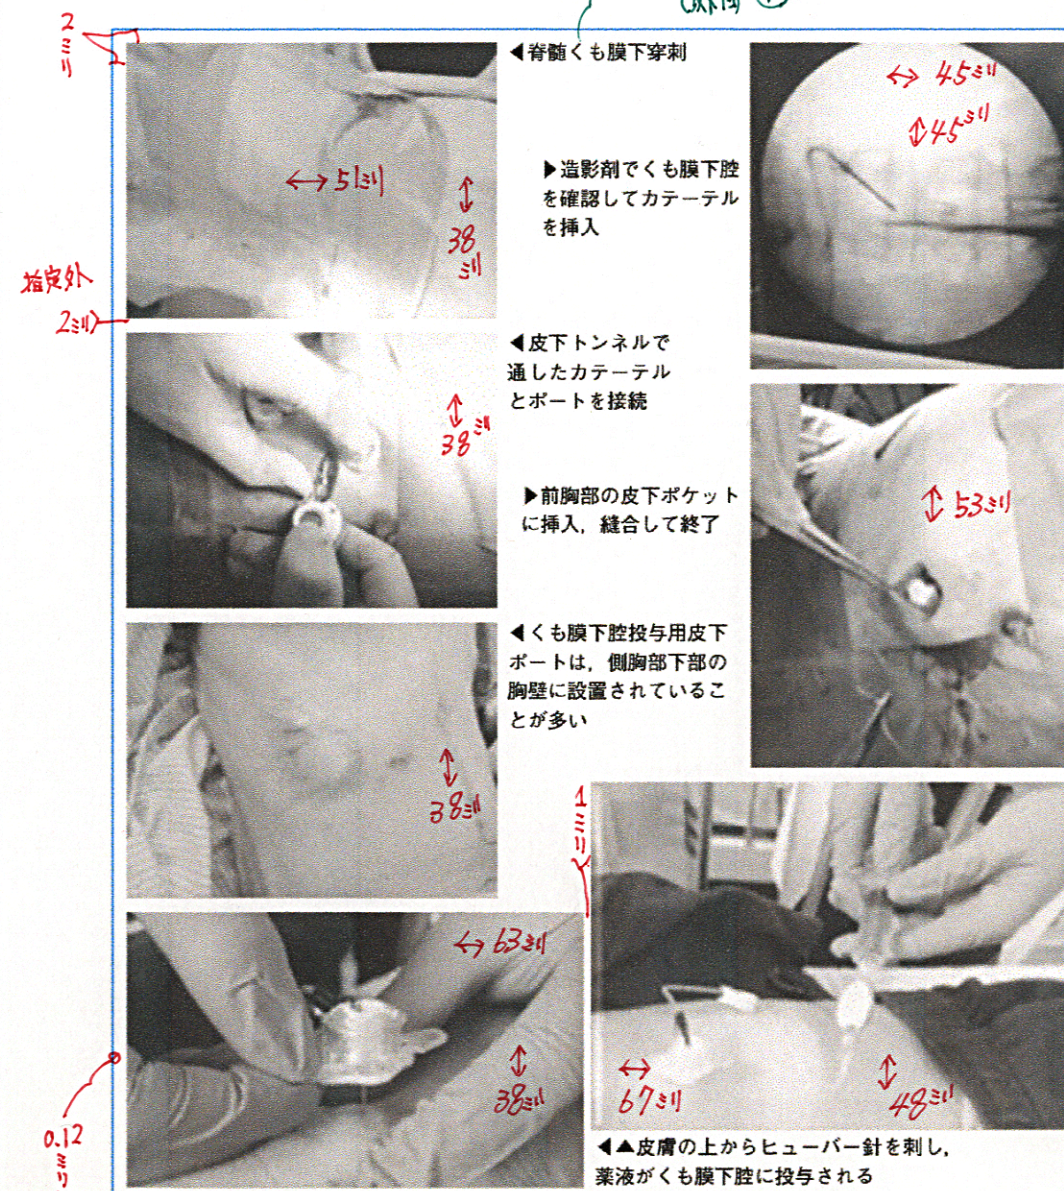 2ミリ
◀脊髄くも膜下穿刺
↔45ミリ
↕45ミリ
↔51ミリ
↕38ミリ
▶造影剤でくも膜下腔
を確認してカテーテル
を挿入
指定外
2ミリ
◀皮下トンネルで
通したカテーテル
とポートを接続
↕38ミリ
▶前胸部の皮下ポケット
に挿入,縫合して終了
↕53ミリ
◀くも膜下腔投与用皮下
ポートは,側胸部下部の
胸壁に設置されているこ
とが多い
↕38ミリ
1ミリ
↔63ミリ
↕38ミリ
↔67ミリ
↕48ミリ
0.12ミリ
◀▲皮膚の上からヒューバー針を刺し,
薬液がくも膜下腔に投与される